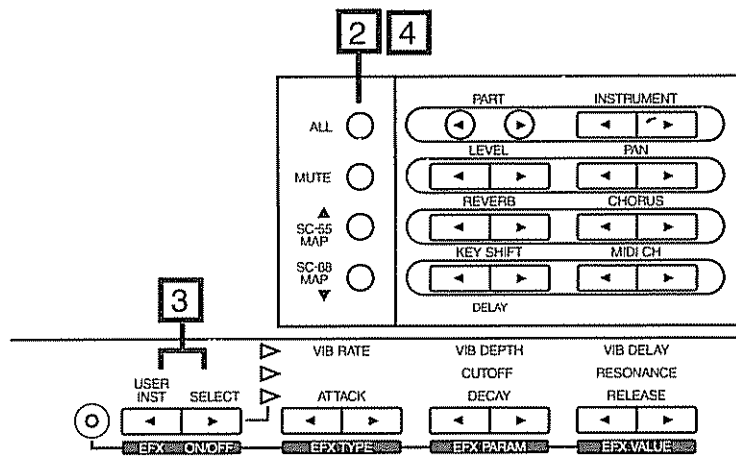 2 4
PART INSTRUMENT
ALL
LEVEL PAN
MUTE
REVERB CHORUS
SC-55
MAP
KEY SHIFT MIDI CH
SC-88
MAP
DELAY
3
VIB RATE VIB DEPTH VIB DELAY
CUTOFF RESONANCE
USER
INST SELECT ATTACK DECAY RELEASE
EFX ON/OFF EFX TYPE EFX PARAM EFX VALUE